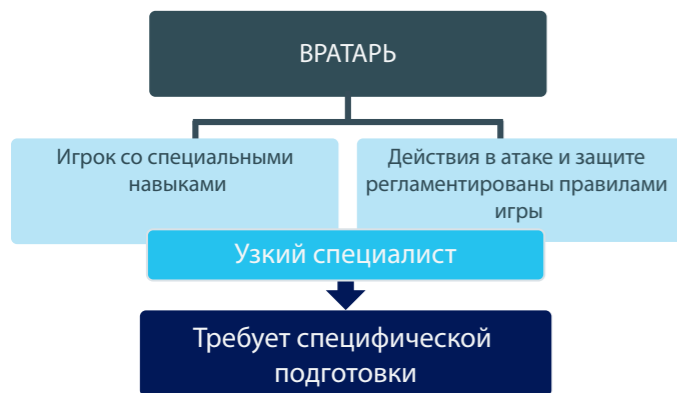 ВРАТАРЬ
Игрок со специальными
навыками
Действия в атаке и защите
регламентированы правилами
игры
Узкий специалист
Требует специфической
подготовки